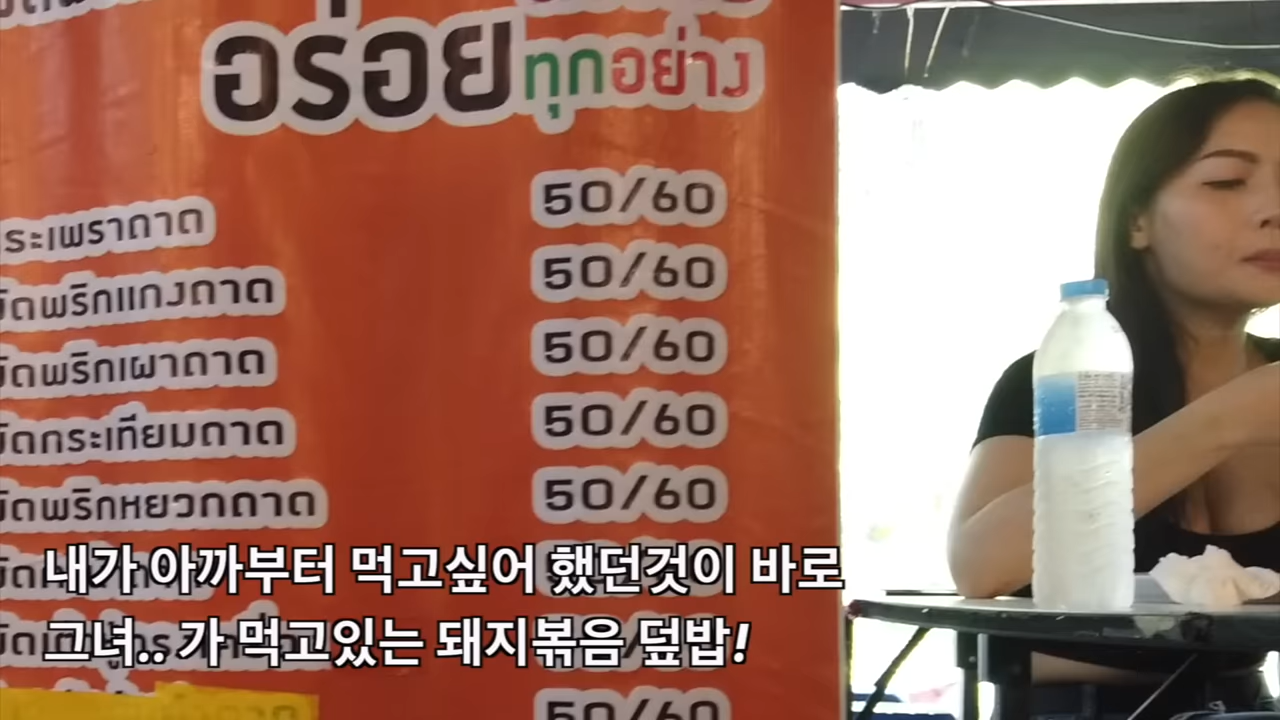 อร่อยทุกอย่าง
50/60
กระเพราถาด
50/60
ผัดพริกแกงถาด
50/60
ผัดพริกเผาถาด
50/60
ผัดกระเทียมถาด
50/60
ผัดพริกหยวกถาด
내가 아까부터 먹고싶어 했던것이 바로
그녀.. 가 먹고있는 돼지볶음 덮밥!
50/60